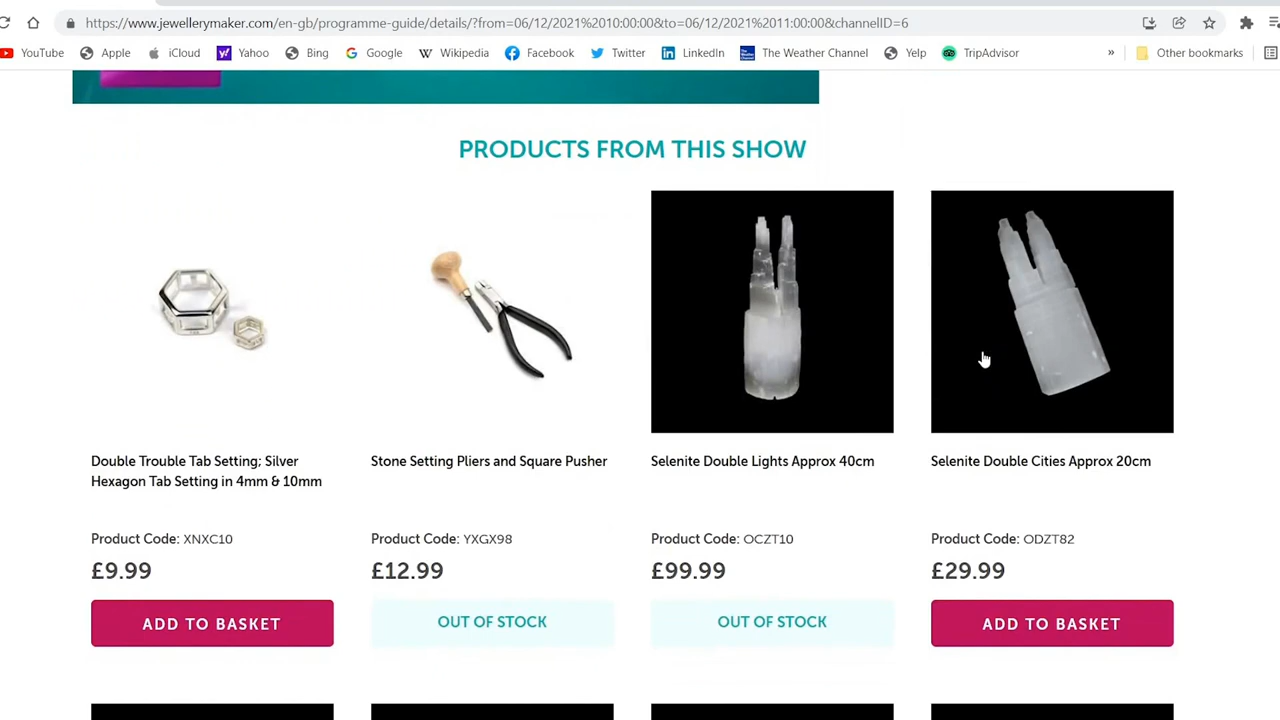 https://www.jewellerymaker.com/en-gb/programme-guide/details/?from=06/12/2021%2010:00:00&to=06/12/2021%2011:00:00&channelID=6
YouTube Apple iCloud Yahoo Bing Google Wikipedia Facebook Twitter LinkedIn The Weather Channel Yelp TripAdvisor » Other bookmarks
PRODUCTS FROM THIS SHOW
Double Trouble Tab Setting; Silver
Hexagon Tab Setting in 4mm & 10mm
Product Code: XNXC10
£9.99
ADD TO BASKET
Stone Setting Pliers and Square Pusher
Product Code: YXGX98
£12.99
OUT OF STOCK
Selenite Double Lights Approx 40cm
Product Code: OCZT10
£99.99
OUT OF STOCK
Selenite Double Cities Approx 20cm
Product Code: ODZT82
£29.99
ADD TO BASKET